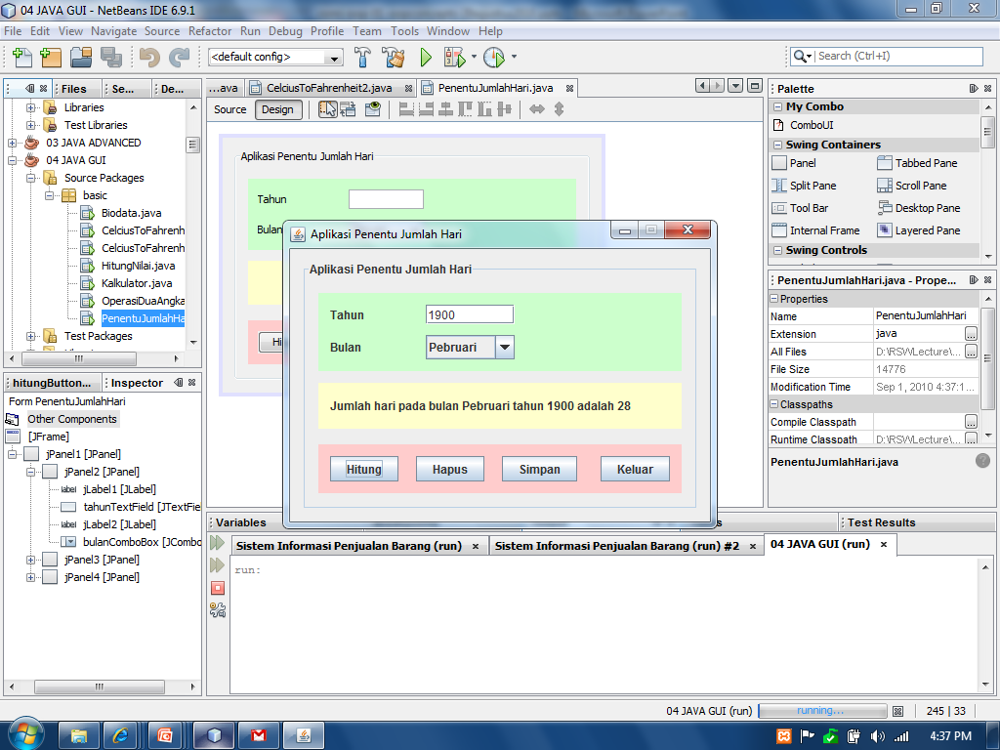 04 JAVA GUI - NetBeans IDE 6.9.1
File Edit View Navigate Source Refactor Run Debug Profile Team Tools Window Help
<default config>
Search (Ctrl+I)
Files Se... De...
...ava CelciusToFahrenheit2.java PenentuJumlahHari.java
Source Design
Libraries
Test Libraries
03 JAVA ADVANCED
04 JAVA GUI
Source Packages
basic
Biodata.java
CelciusToFahrenh
CelciusToFahrenh
HitungNilai.java
Kalkulator.java
OperasiDuaAngka
PenentuJumlahHa
Test Packages
hitungButton... Inspector
Form PenentuJumlahHari
Other Components
[JFrame]
jPanel1 [JPanel]
jPanel2 [JPanel]
jLabel1 [JLabel]
label
tahunTextField [JTextFie
jLabel2 [JLabel]
label
bulanComboBox [JCombo
jPanel3 [JPanel]
jPanel4 [JPanel]
Aplikasi Penentu Jumlah Hari
Tahun
Bulan
Hi
Aplikasi Penentu Jumlah Hari
Aplikasi Penentu Jumlah Hari
Tahun 1900
Bulan Pebruari
Jumlah hari pada bulan Pebruari tahun 1900 adalah 28
Hitung Hapus Simpan Keluar
Palette
My Combo
ComboUI
Swing Containers
Panel Tabbed Pane
Split Pane Scroll Pane
Tool Bar Desktop Pane
Internal Frame Layered Pane
Swing Controls
PenentuJumlahHari.java - Prope...
Properties
Name PenentuJumlahHari
Extension java ...
All Files D:\RSW\Lecture\... ...
File Size 14776
Modification Time Sep 1, 2010 4:37:1...
Classpaths
Compile Classpath ...
Runtime Classpath D:\RSW\Lecture\... ...
PenentuJumlahHari.java
Variables Test Results
Sistem Informasi Penjualan Barang (run) Sistem Informasi Penjualan Barang (run) #2 04 JAVA GUI (run)
run:
04 JAVA GUI (run) running... 245 | 33
4:37 PM